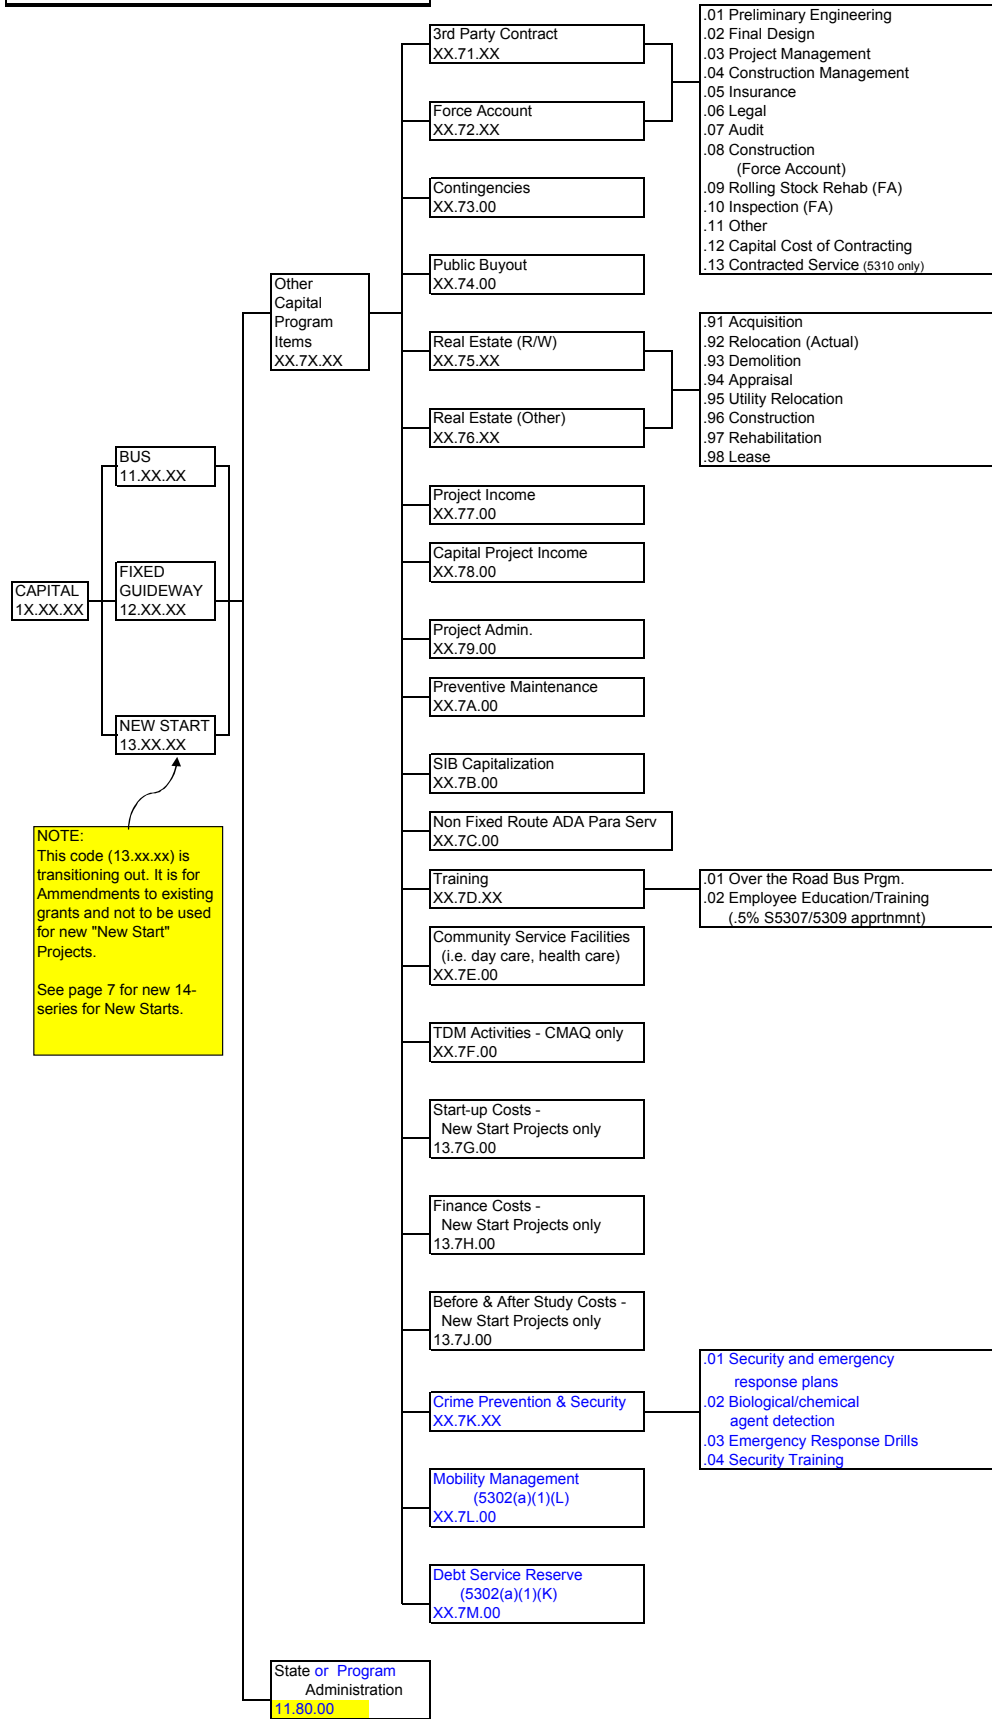 CAPITAL
1X.XX.XX
BUS
11.XX.XX
FIXED
GUIDEWAY
12.XX.XX
NEW START
13.XX.XX
NOTE:
This code (13.xx.xx) is
transitioning out. It is for
Ammendments to existing
grants and not to be used
for new "New Start"
Projects.
See page 7 for new 14-
series for New Starts.
Other
Capital
Program
Items
XX.7X.XX
3rd Party Contract
XX.71.XX
Force Account
XX.72.XX
Contingencies
XX.73.00
Public Buyout
XX.74.00
Real Estate (R/W)
XX.75.XX
Real Estate (Other)
XX.76.XX
Project Income
XX.77.00
Capital Project Income
XX.78.00
Project Admin.
XX.79.00
Preventive Maintenance
XX.7A.00
SIB Capitalization
XX.7B.00
Non Fixed Route ADA Para Serv
XX.7C.00
Training
XX.7D.XX
Community Service Facilities
(i.e. day care, health care)
XX.7E.00
TDM Activities - CMAQ only
XX.7F.00
Start-up Costs -
New Start Projects only
13.7G.00
Finance Costs -
New Start Projects only
13.7H.00
Before & After Study Costs -
New Start Projects only
13.7J.00
Crime Prevention & Security
XX.7K.XX
Mobility Management
(5302(a)(1)(L)
XX.7L.00
Debt Service Reserve
(5302(a)(1)(K)
XX.7M.00
.01 Preliminary Engineering
.02 Final Design
.03 Project Management
.04 Construction Management
.05 Insurance
.06 Legal
.07 Audit
.08 Construction
(Force Account)
.09 Rolling Stock Rehab (FA)
.10 Inspection (FA)
.11 Other
.12 Capital Cost of Contracting
.13 Contracted Service (5310 only)
.91 Acquisition
.92 Relocation (Actual)
.93 Demolition
.94 Appraisal
.95 Utility Relocation
.96 Construction
.97 Rehabilitation
.98 Lease
.01 Over the Road Bus Prgm.
.02 Employee Education/Training
(.5% S5307/5309 apprtnmnt)
.01 Security and emergency
response plans
.02 Biological/chemical
agent detection
.03 Emergency Response Drills
.04 Security Training
State or Program
Administration
11.80.00